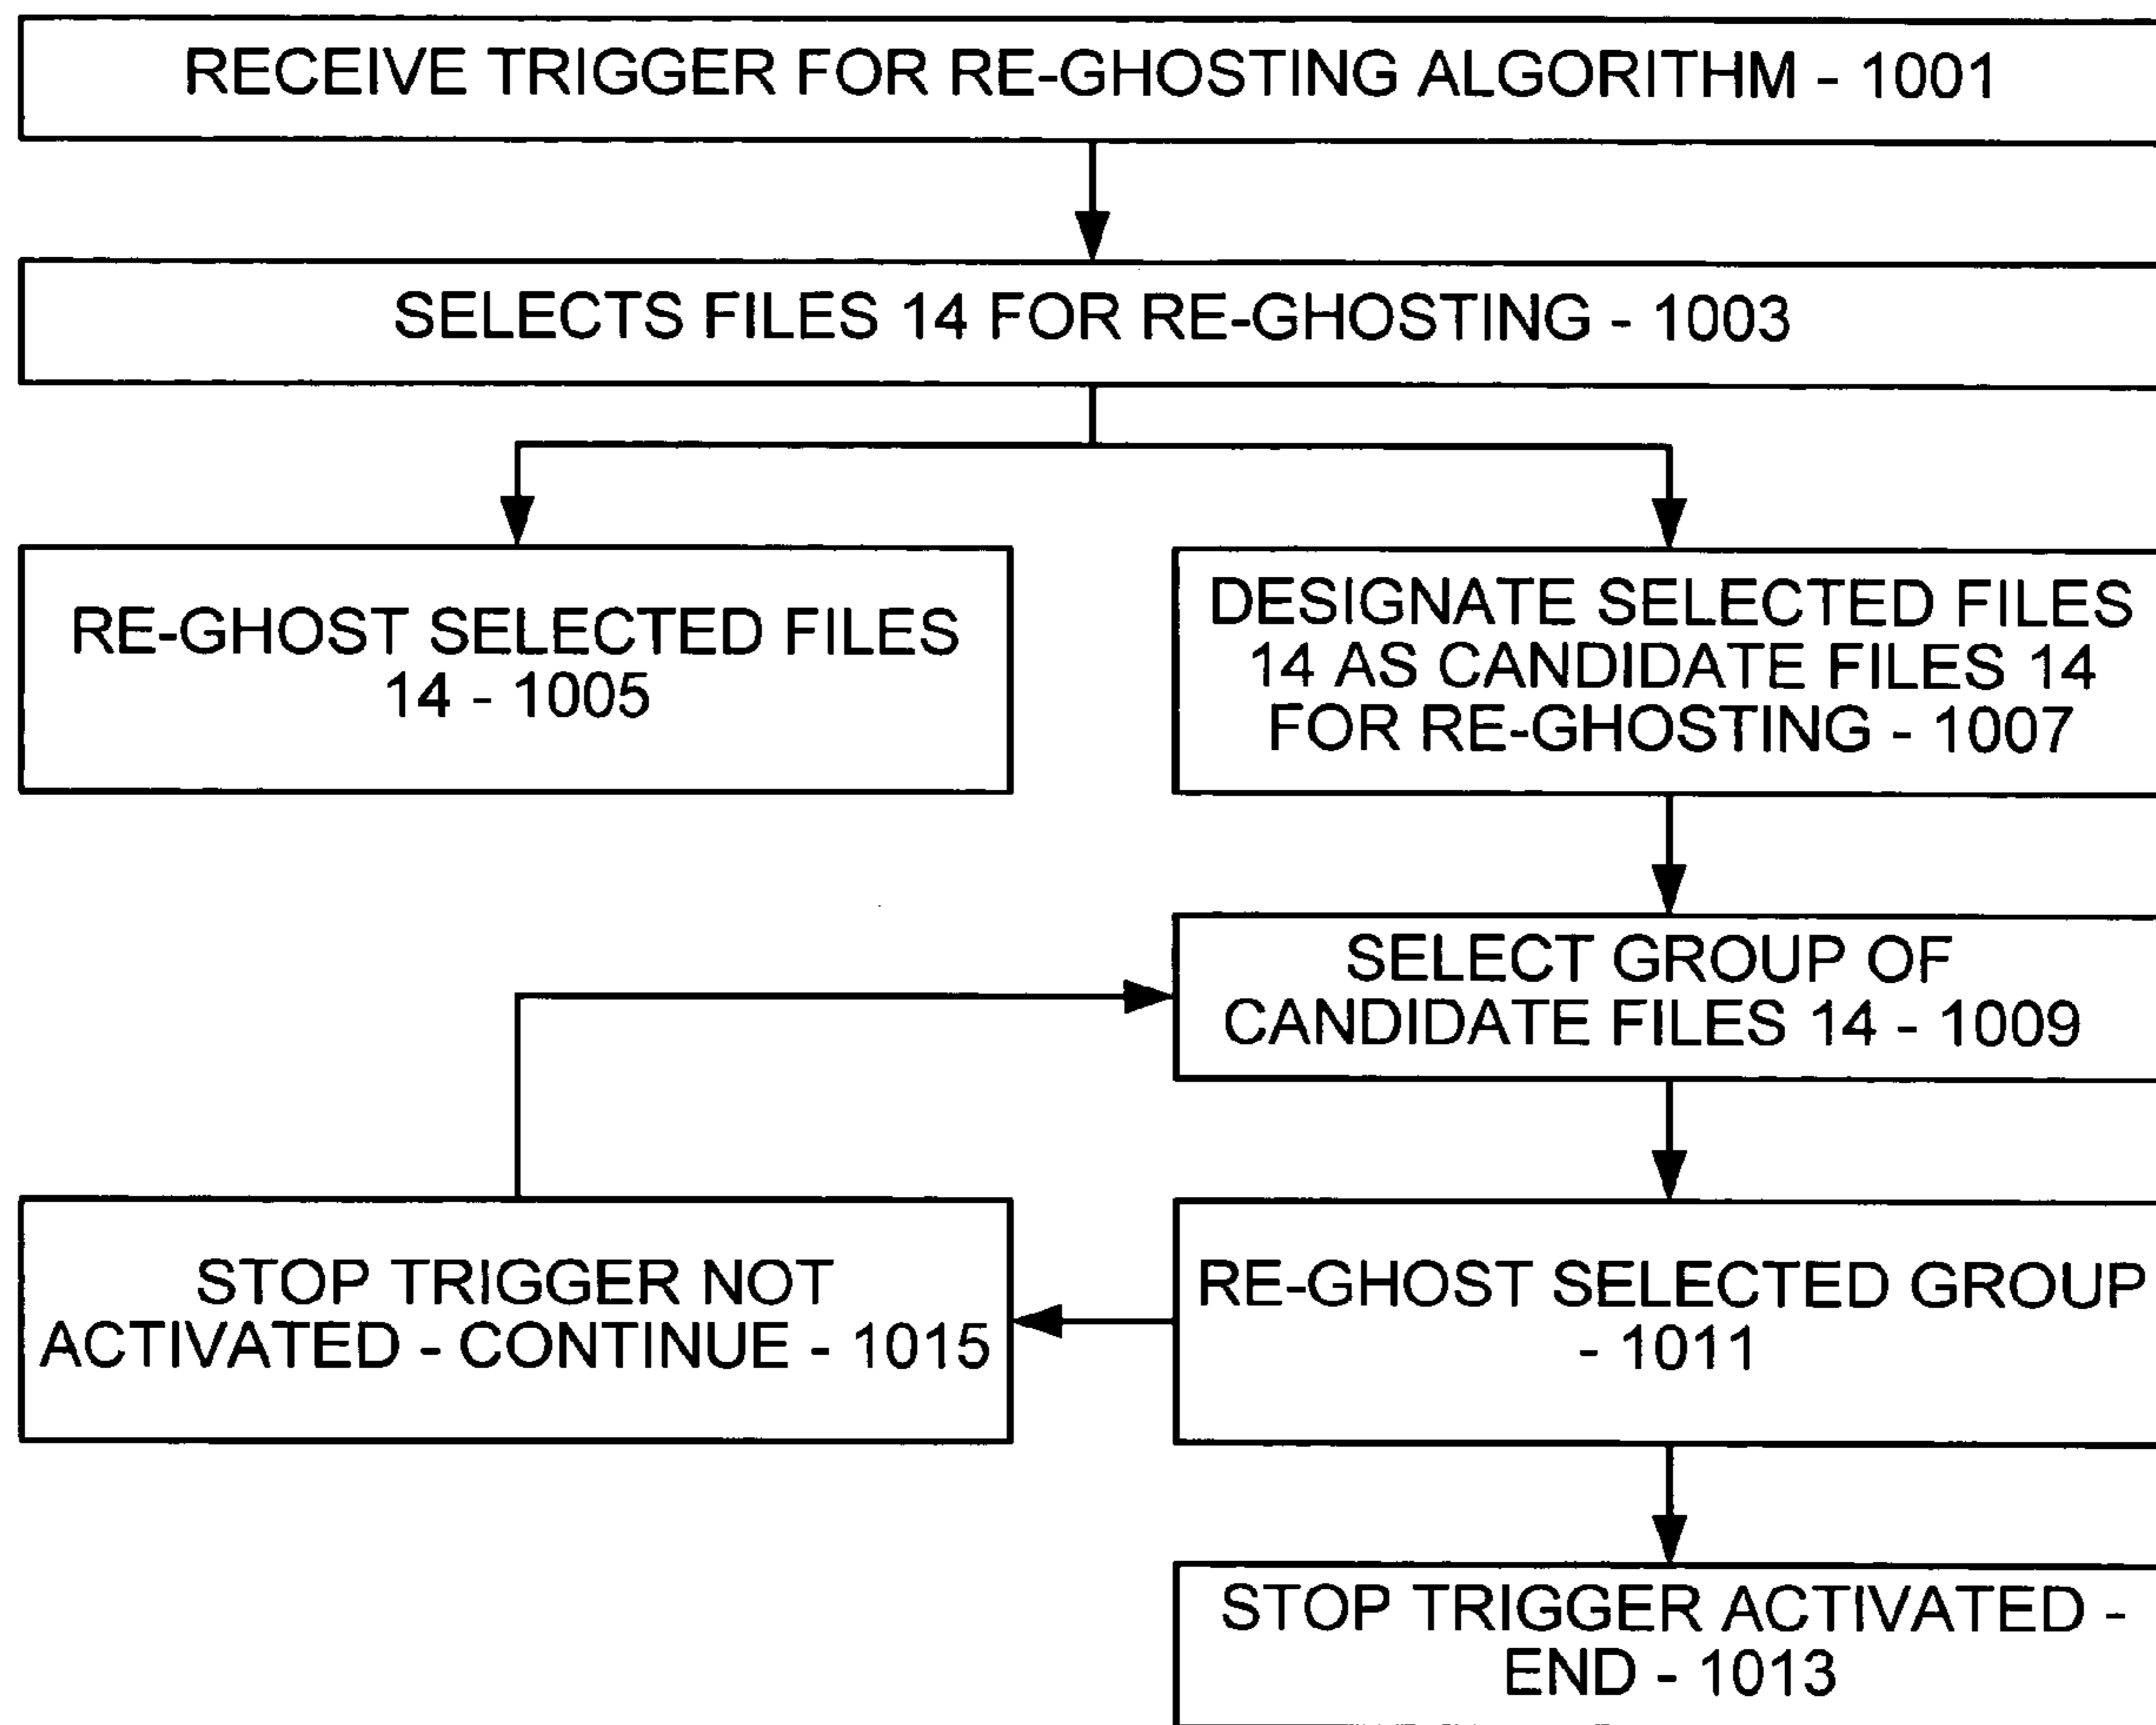 RECEIVE TRIGGER FOR RE-GHOSTING ALGORITHM - 1001
SELECTS FILES 14 FOR RE-GHOSTING - 1003
RE-GHOST SELECTED FILES
14 - 1005
DESIGNATE SELECTED FILES
14 AS CANDIDATE FILES 14
FOR RE-GHOSTING - 1007
SELECT GROUP OF
CANDIDATE FILES 14 - 1009
STOP TRIGGER NOT
ACTIVATED - CONTINUE - 1015
RE-GHOST SELECTED GROUP
- 1011
STOP TRIGGER ACTIVATED -
END - 1013